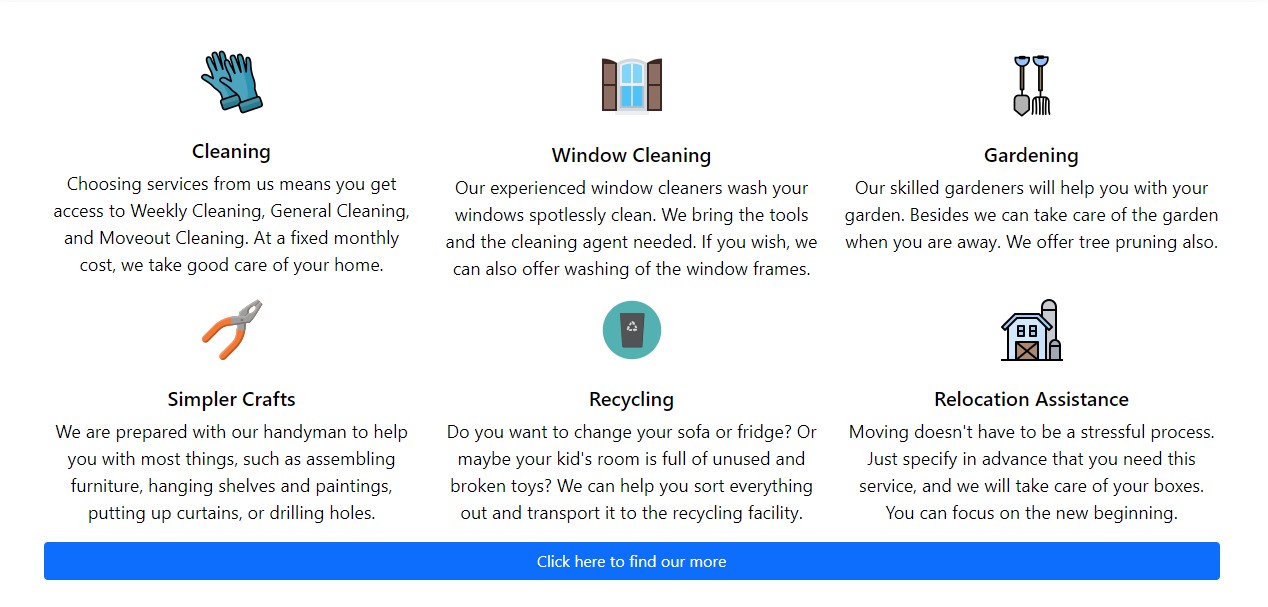 Cleaning
Choosing services from us means you get
access to Weekly Cleaning, General Cleaning,
and Moveout Cleaning. At a fixed monthly
cost, we take good care of your home.
Window Cleaning
Our experienced window cleaners wash your
windows spotlessly clean. We bring the tools
and the cleaning agent needed. If you wish, we
can also offer washing of the window frames.
Gardening
Our skilled gardeners will help you with your
garden. Besides we can take care of the garden
when you are away. We offer tree pruning also.
Simpler Crafts
We are prepared with our handyman to help
you with most things, such as assembling
furniture, hanging shelves and paintings,
putting up curtains, or drilling holes.
Recycling
Do you want to change your sofa or fridge? Or
maybe your kid's room is full of unused and
broken toys? We can help you sort everything
out and transport it to the recycling facility.
Relocation Assistance
Moving doesn't have to be a stressful process.
Just specify in advance that you need this
service, and we will take care of your boxes.
You can focus on the new beginning.
Click here to find our more